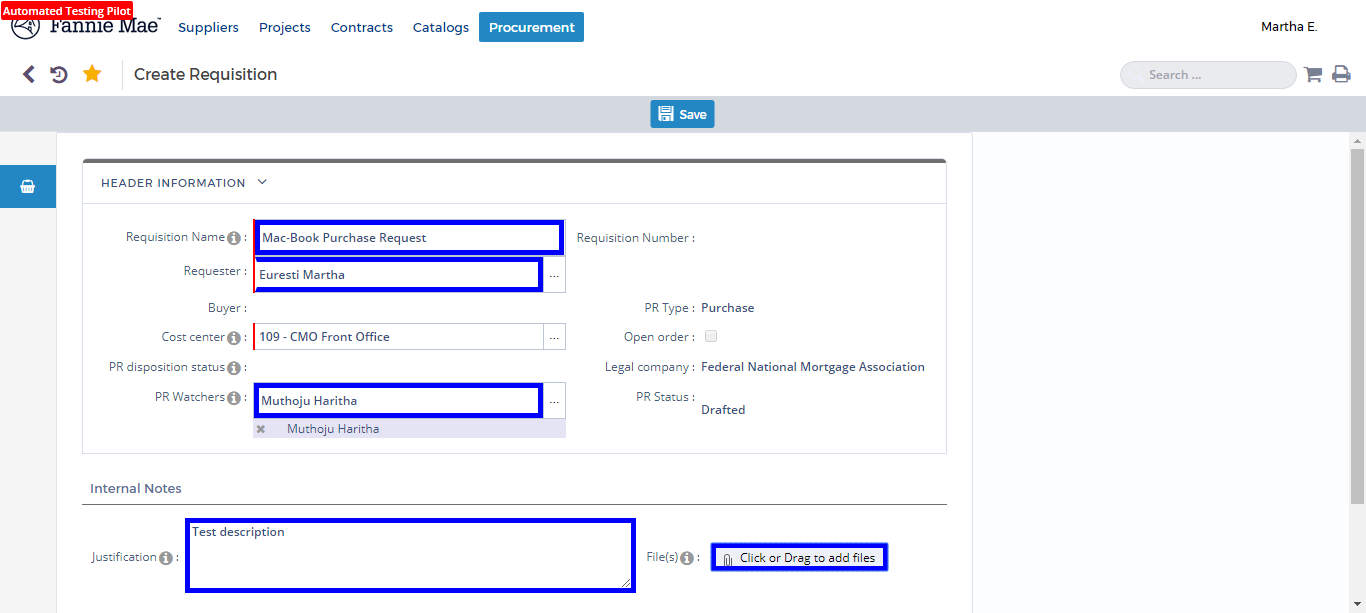 Automated Testing Pilot
Fannie Mae™
Suppliers Projects Contracts Catalogs Procurement
Martha E.
Create Requisition
Search ...
Save
HEADER INFORMATION
Requisition Name : Mac-Book Purchase Request
Requisition Number :
Requester : Euresti Martha ...
Buyer :
PR Type : Purchase
Cost center : 109 - CMO Front Office ...
Open order :
PR disposition status :
Legal company : Federal National Mortgage Association
PR Watchers : Muthoju Haritha ...
PR Status :
Drafted
Muthoju Haritha
Internal Notes
Justification : Test description
File(s) : Click or Drag to add files